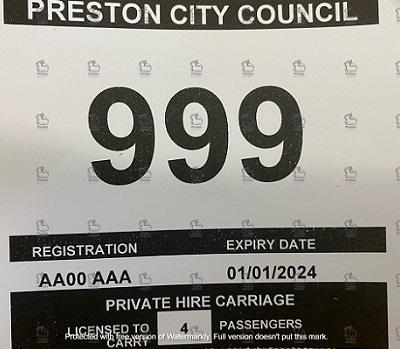 PRESTON CITY COUNCIL
999
REGISTRATION EXPIRY DATE
AA00 AAA 01/01/2024
PRIVATE HIRE CARRIAGE
LICENSED TO 4 PASSENGERS
CARRY
Protected with free version of Watermarkly. Full version doesn't put this mark.